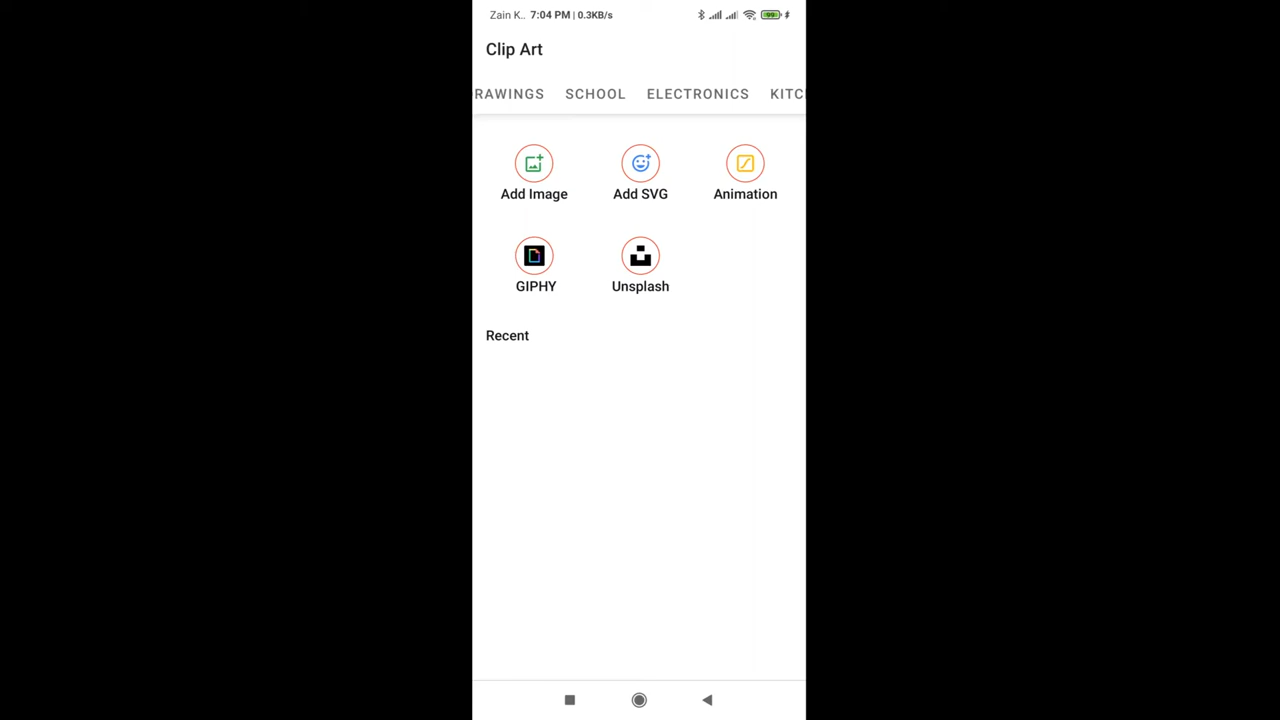 Zain K.. 7:04 PM | 0.3KB/s 99
Clip Art
RAWINGS SCHOOL ELECTRONICS KITC
Add Image Add SVG Animation
GIPHY Unsplash
Recent